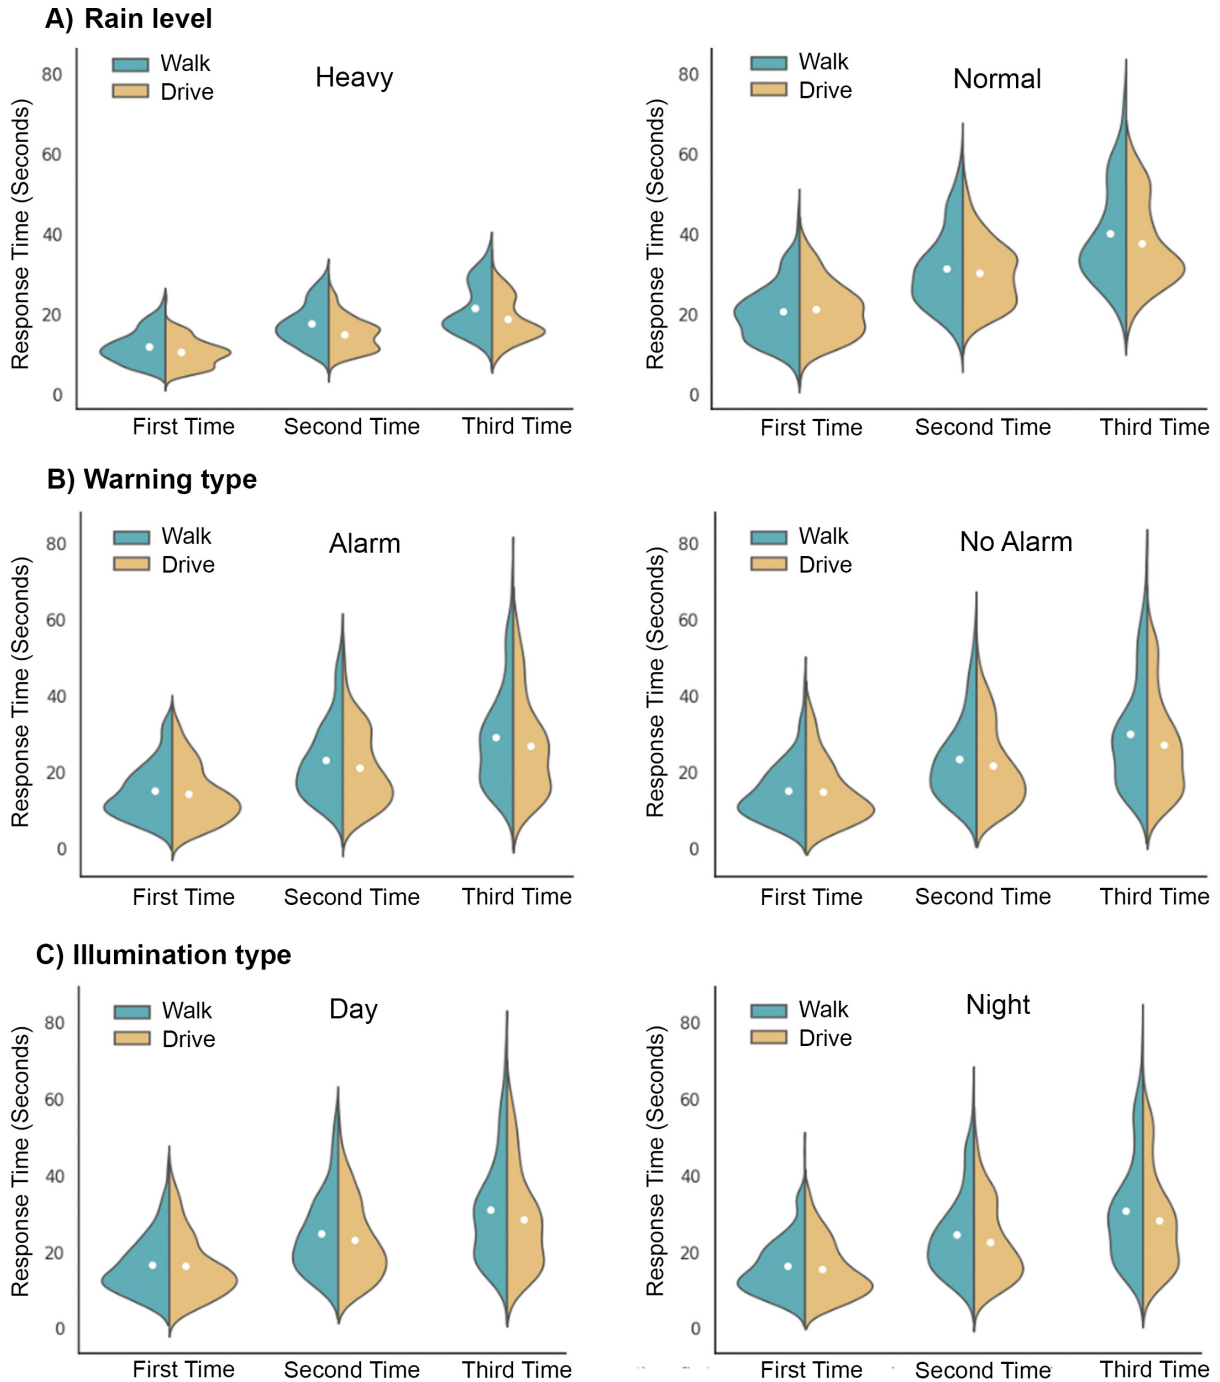 A) Rain level
Walk
Drive
Heavy
Response Time (Seconds)
80
60
40
20
0
First Time Second Time Third Time
Walk
Drive
Normal
Response Time (Seconds)
80
60
40
20
0
First Time Second Time Third Time
B) Warning type
Walk
Drive
Alarm
Response Time (Seconds)
80
60
40
20
0
First Time Second Time Third Time
Walk
Drive
No Alarm
Response Time (Seconds)
80
60
40
20
0
First Time Second Time Third Time
C) Illumination type
Walk
Drive
Day
Response Time (Seconds)
80
60
40
20
0
First Time Second Time Third Time
Walk
Drive
Night
Response Time (Seconds)
80
60
40
20
0
First Time Second Time Third Time